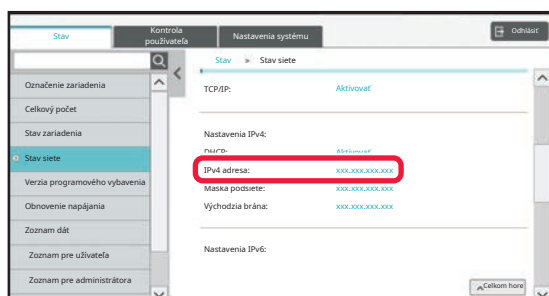 Stav
Kontrola
používateľa
Nastavenia systému
Odhlásiť
Stav » Stav siete
Označenie zariadenia
Celkový počet
Stav zariadenia
Stav siete
Verzia programového vybavenia
Obnovenie napájania
Zoznam dát
Zoznam pre užívateľa
Zoznam pre administrátora
TCP/IP: Aktivovať
Nastavenia IPv4:
DHCP: Aktivovať
IPv4 adresa: xxx.xxx.xxx.xxx
Maska podsiete: xxx.xxx.xxx.xxx
Východzia brána: xxx.xxx.xxx.xxx
Nastavenia IPv6:
Celkom hore